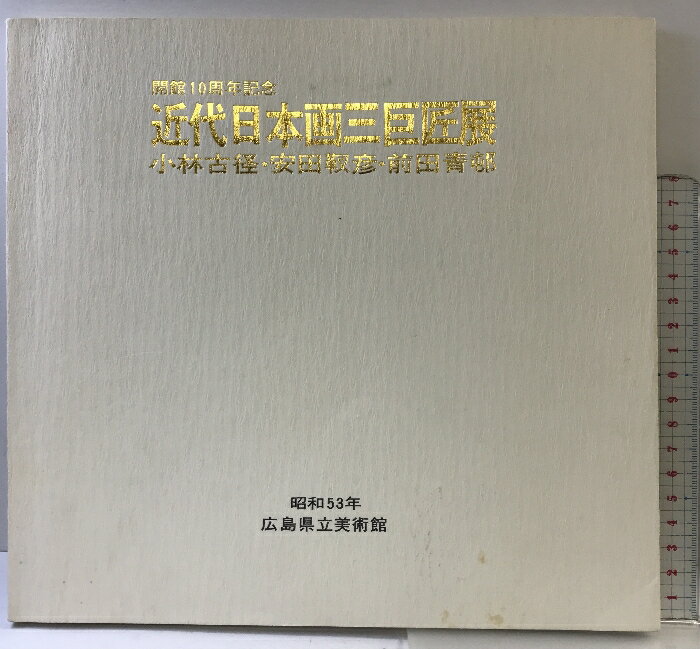 開館10周年記念
近代日本画三巨匠展
小林古径・安田靫彦・前田青邨
昭和53年
広島県立美術館